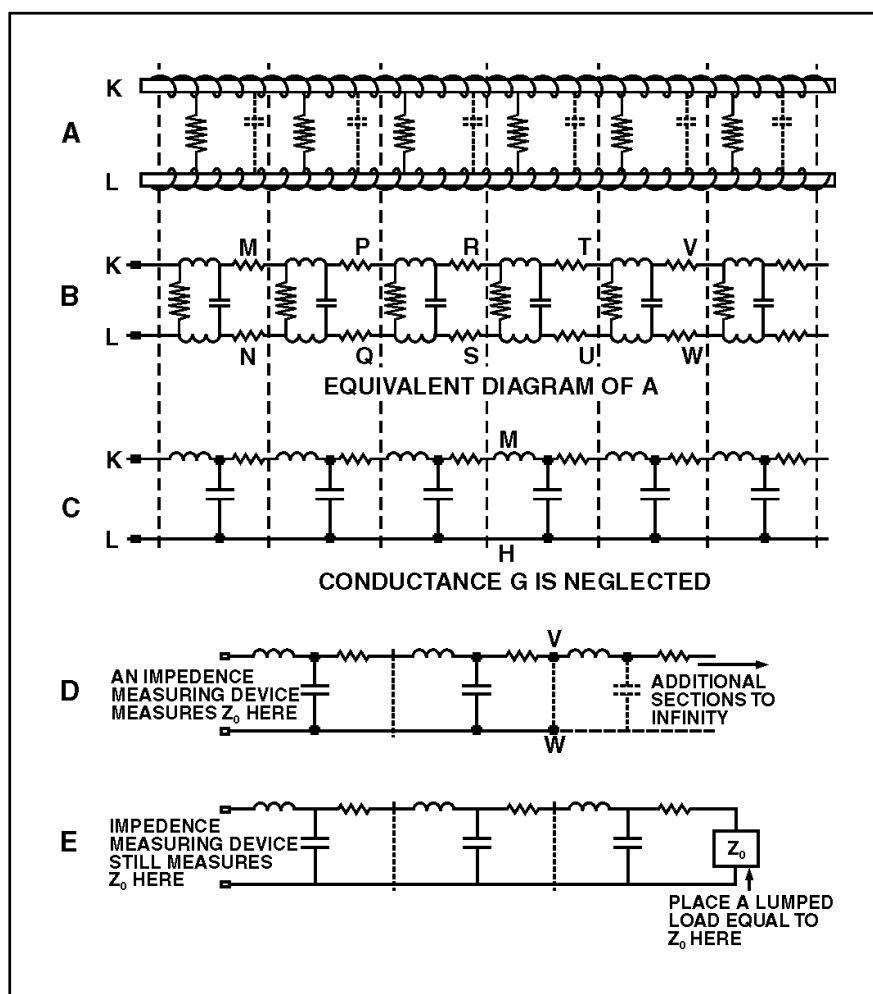 K
A
L
M P R T V
K
B
L
N Q S U W
EQUIVALENT DIAGRAM OF A
M
K
C
L
H
CONDUCTANCE G IS NEGLECTED
V
D
AN IMPEDENCE
MEASURING DEVICE
MEASURES Z₀ HERE
ADDITIONAL
SECTIONS TO
INFINITY
W
E
IMPEDENCE
MEASURING DEVICE
STILL MEASURES
Z₀ HERE
Z₀
PLACE A LUMPED
LOAD EQUAL TO
Z₀ HERE